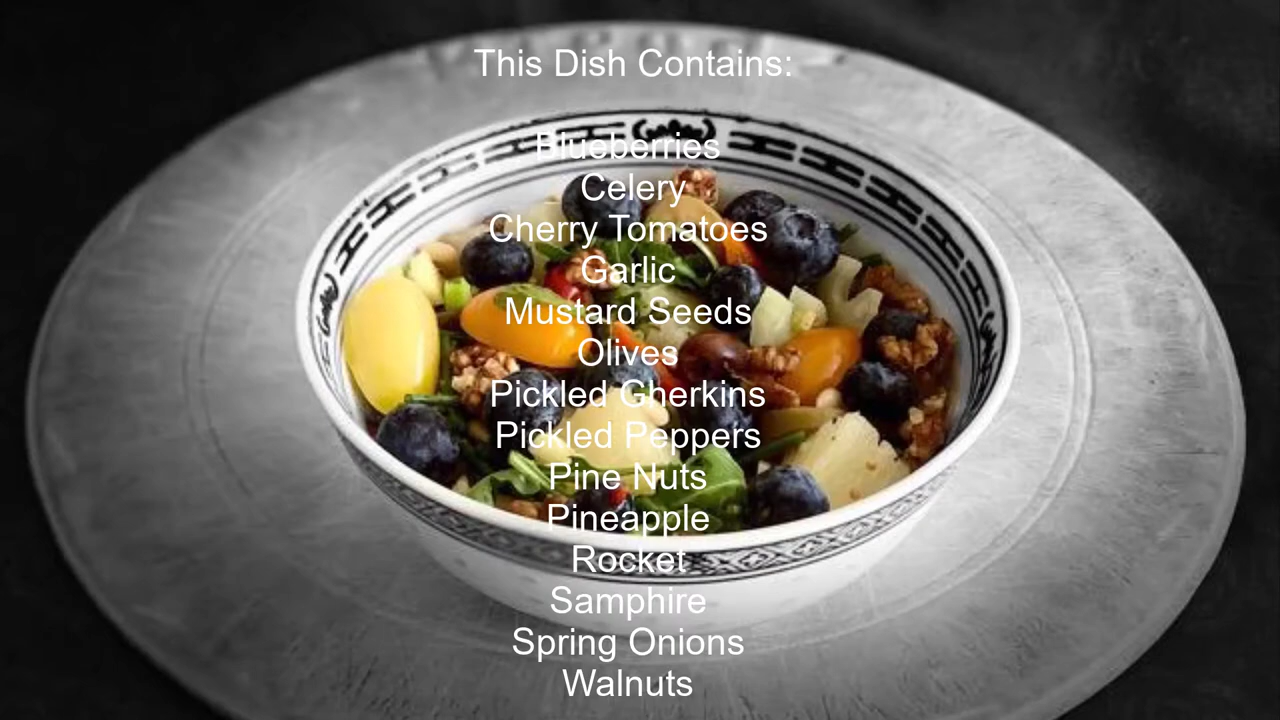 This Dish Contains:
Blueberries
Celery
Cherry Tomatoes
Garlic
Mustard Seeds
Olives
Pickled Gherkins
Pickled Peppers
Pine Nuts
Pineapple
Rocket
Samphire
Spring Onions
Walnuts